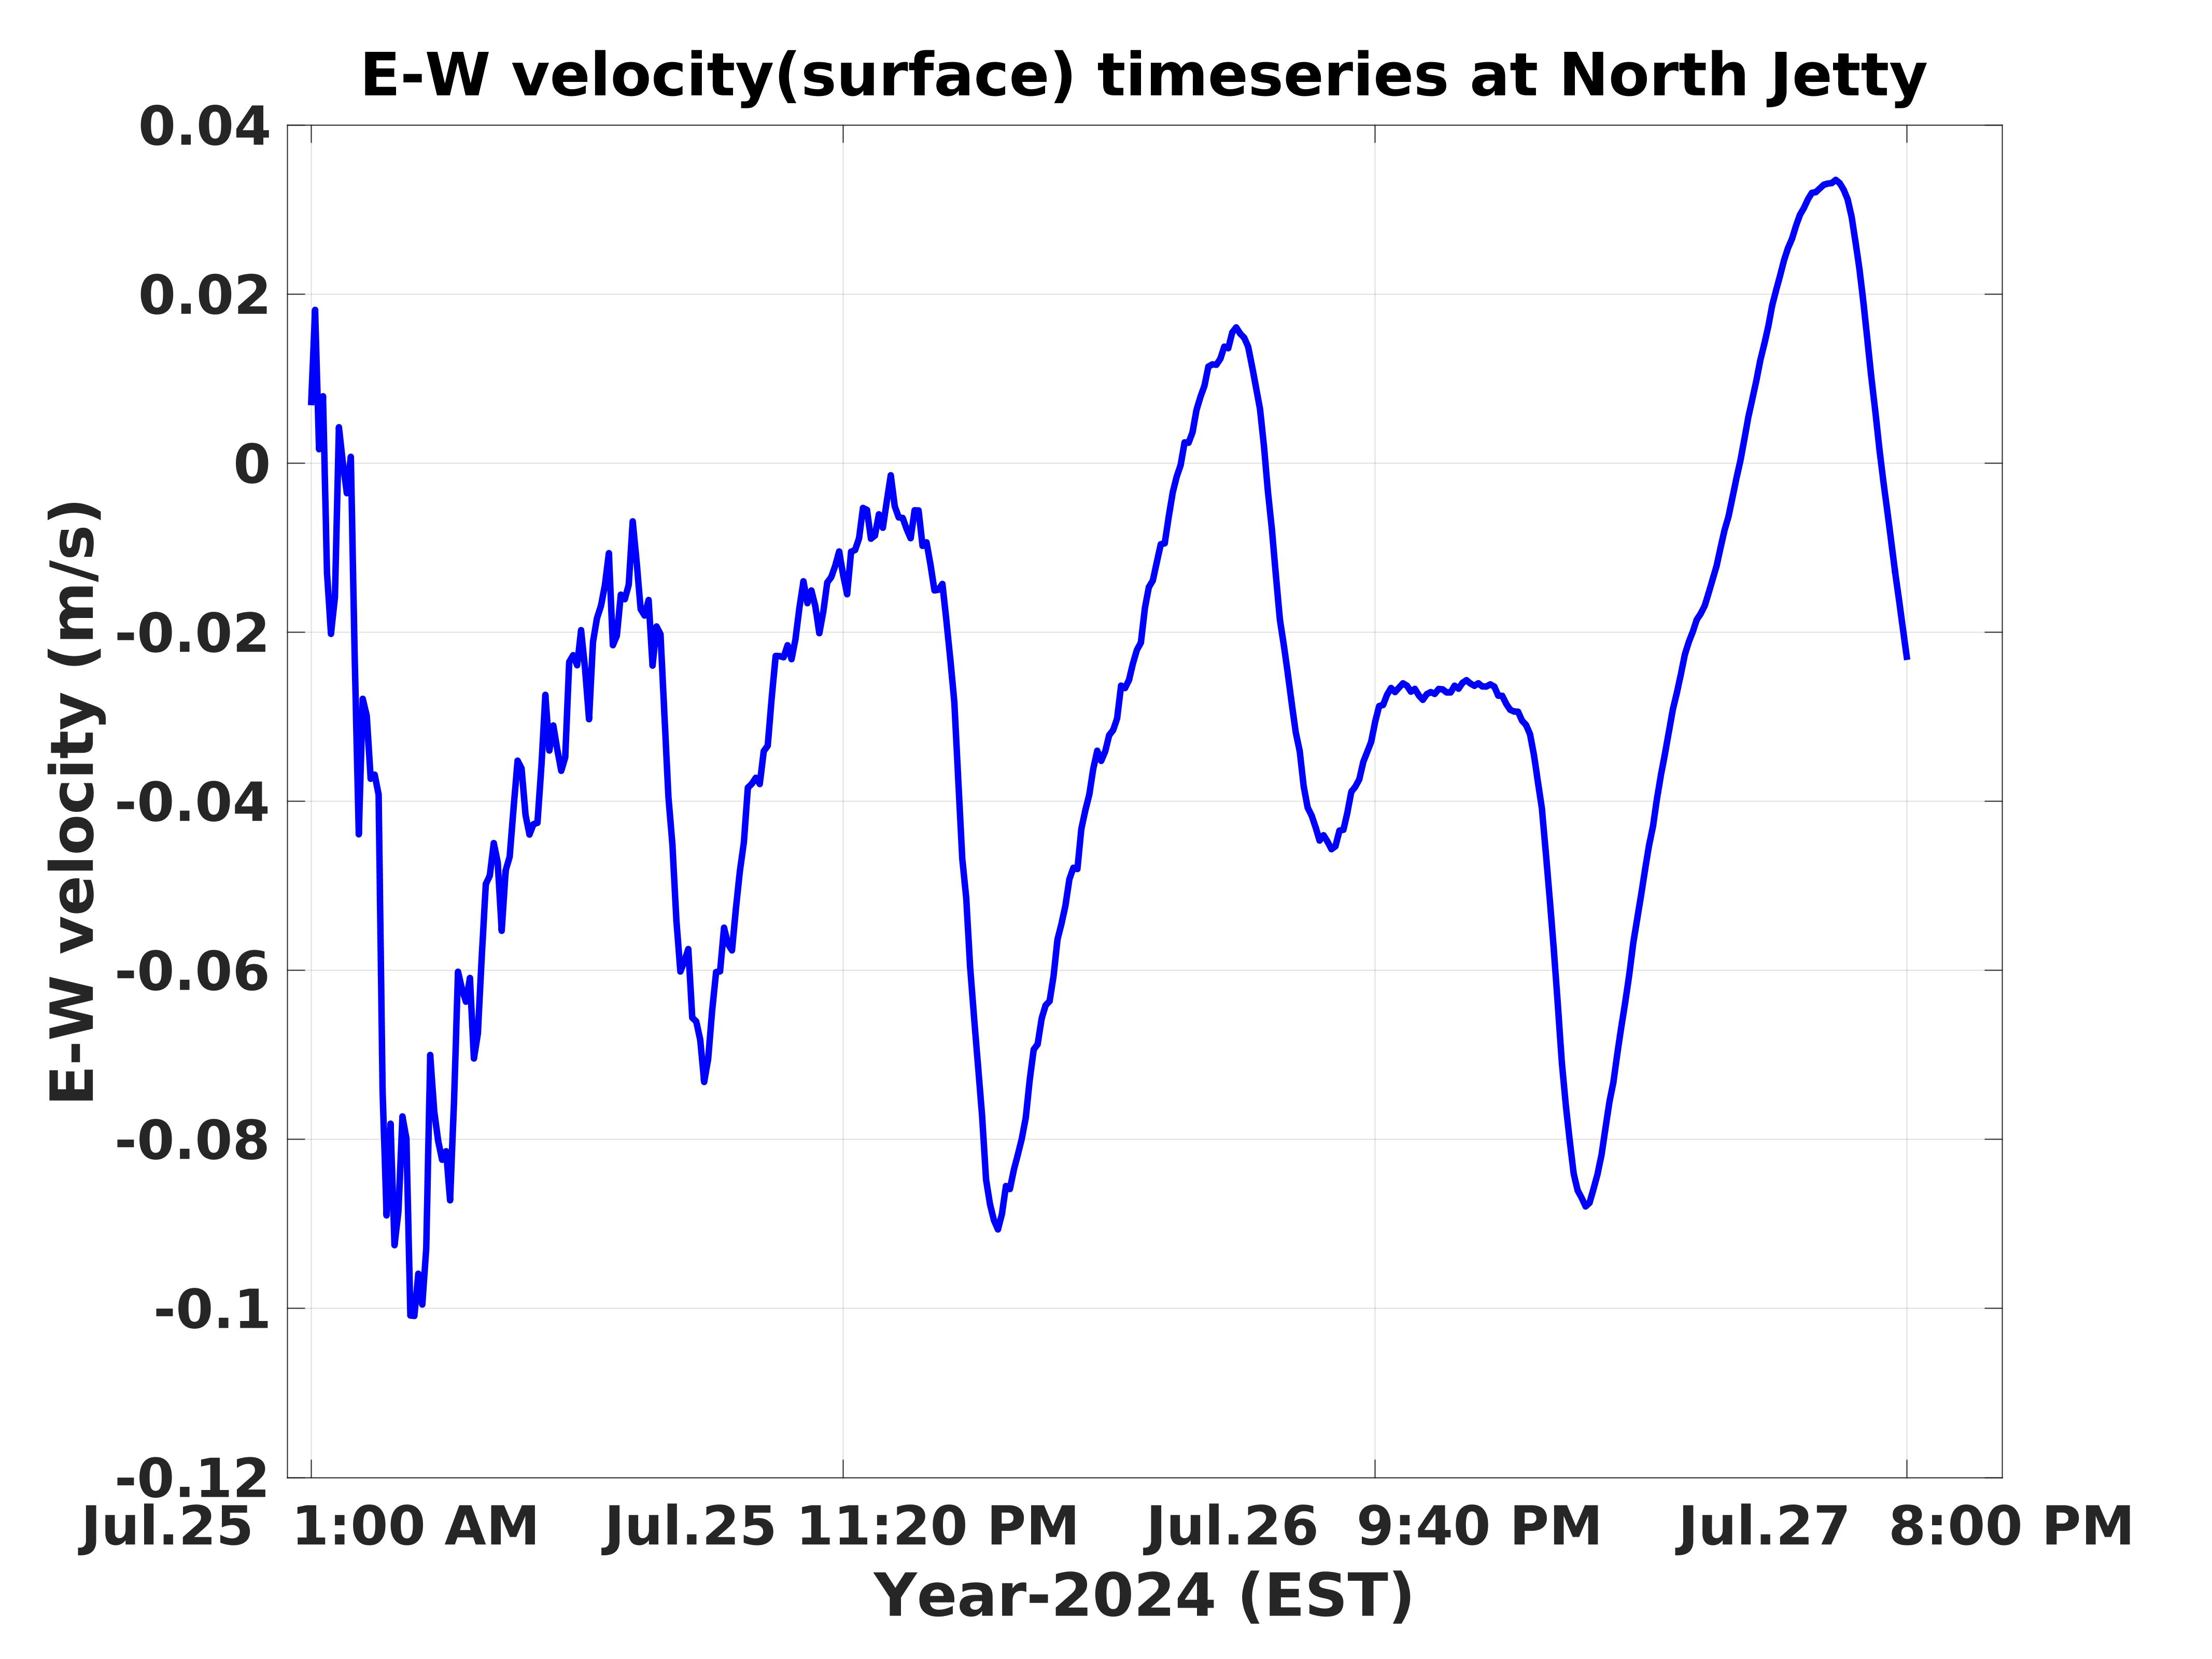 E-W velocity(surface) timeseries at North Jetty
E-W velocity (m/s)
0.04
0.02
0
-0.02
-0.04
-0.06
-0.08
-0.1
-0.12
Jul.25 1:00 AM
Jul.25 11:20 PM
Jul.26 9:40 PM
Jul.27 8:00 PM
Year-2024 (EST)